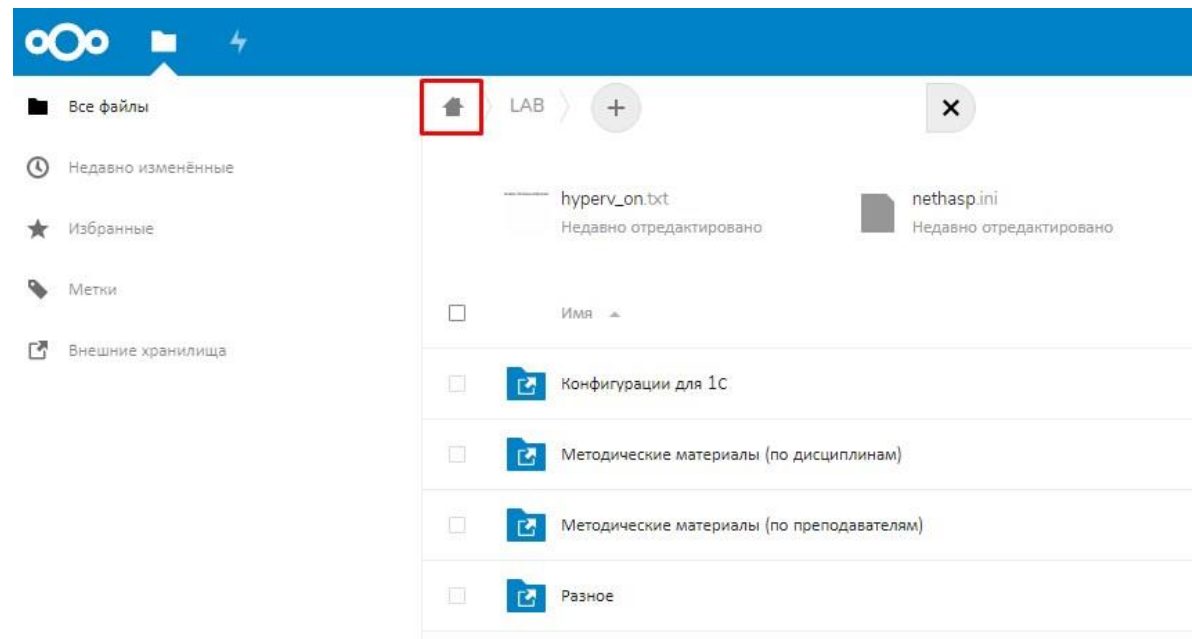 Все файлы
Недавно изменённые
Избранные
Метки
Внешние хранилища
LAB
hyperv_on.txt
Недавно отредактировано
nethasp.ini
Недавно отредактировано
Имя
Конфигурации для 1С
Методические материалы (по дисциплинам)
Методические материалы (по преподавателям)
Разное